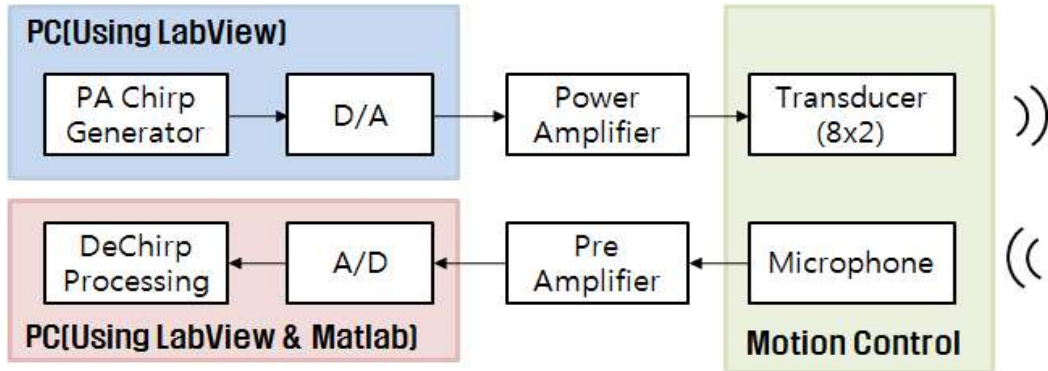 PC(Using LabView)
PA Chirp
Generator
D/A
Power
Amplifier
Transducer
(8x2)
DeChirp
Processing
A/D
Pre
Amplifier
Microphone
PC(Using LabView & Matlab)
Motion Control